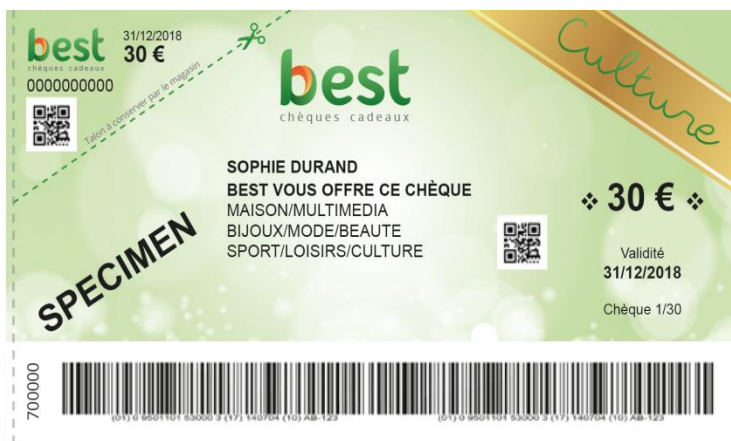 best
chèques cadeaux
31/12/2018
30 €
0000000000
Talon à conserver par le magasin
best
chèques cadeaux
Culture
SOPHIE DURAND
BEST VOUS OFFRE CE CHÈQUE
MAISON/MULTIMEDIA
BIJOUX/MODE/BEAUTE
SPORT/LOISIRS/CULTURE
30 €
Validité
31/12/2018
Chèque 1/30
SPECIMEN
700000
(01) 0 9501101 53000 3 (17) 140704 (10) AB-123
(01) 0 9501101 53000 3 (17) 140704 (10) AB-123